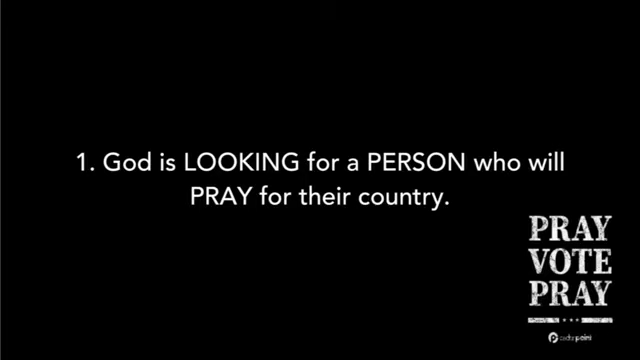 1. God is LOOKING for a PERSON who will
PRAY for their country.
PRAY
VOTE
PRAY